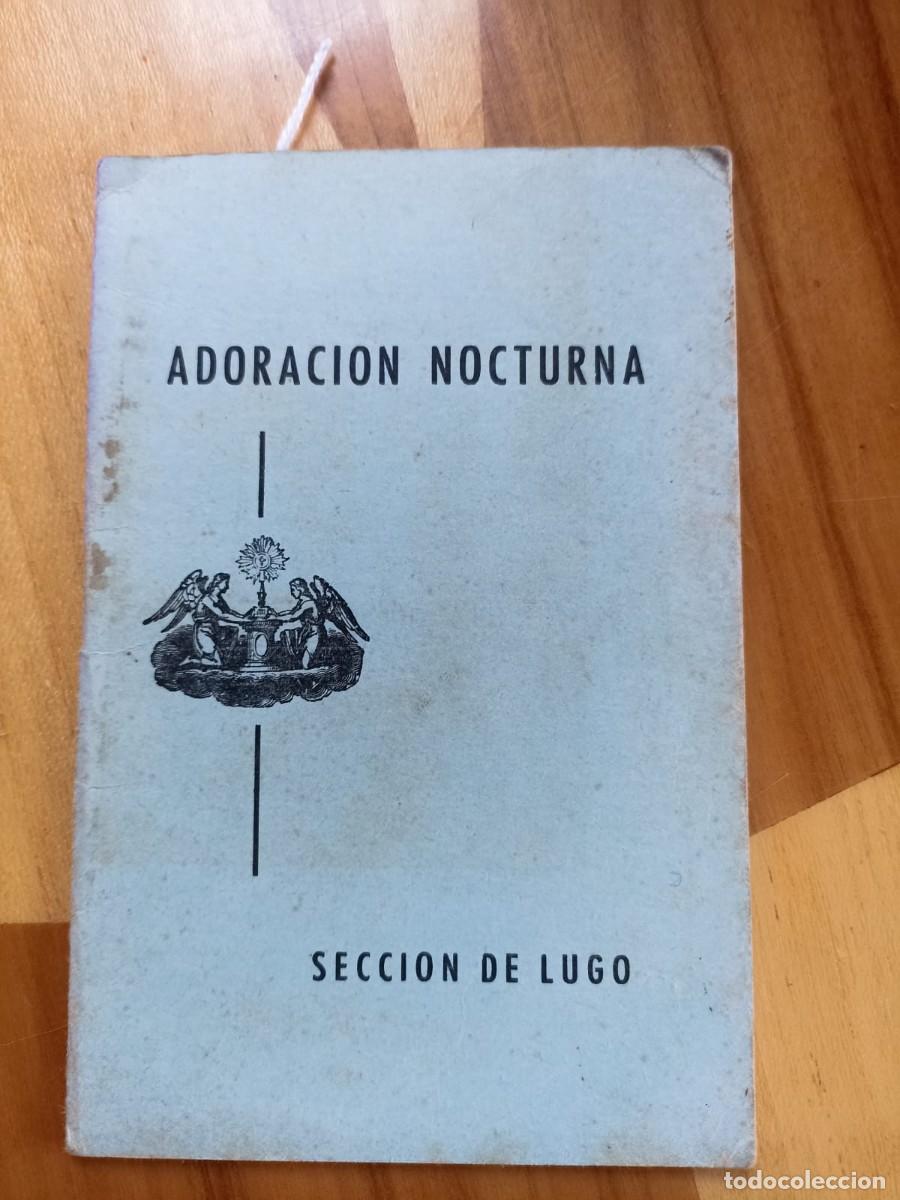 ADORACION NOCTURNA
SECCION DE LUGO
todocoleccion